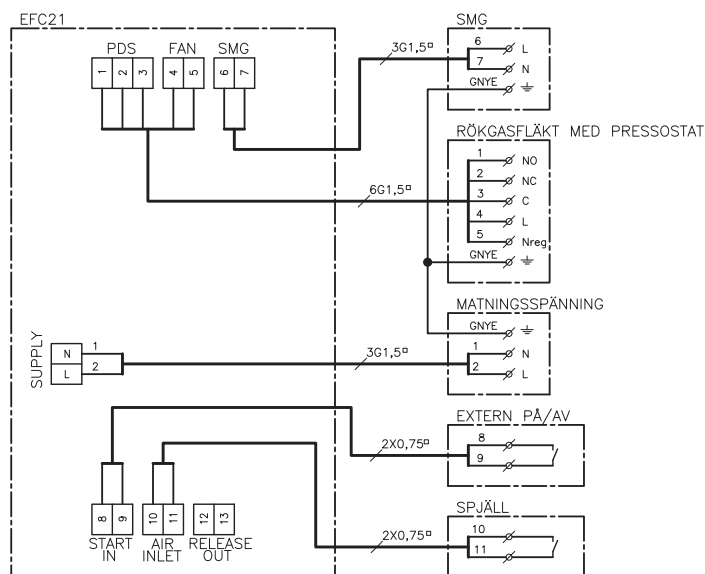 EFC21
PDS FAN SMG
1 2 3 4 5 6 7
3G1,5▫
SMG
6 L
7 N
GNYE
RÖKGASFLÄKT MED PRESSOSTAT
6G1,5▫
1 NO
2 NC
3 C
4 L
5 Nreg
GNYE
MATNINGSSPÄNNING
GNYE
SUPPLY
N 1
L 2
3G1,5▫
1 N
2 L
EXTERN PÅ/AV
2X0,75▫
8
9
8 9 10 11 12 13
START IN
AIR INLET
RELEASE OUT
SPJÄLL
2X0,75▫
10
11